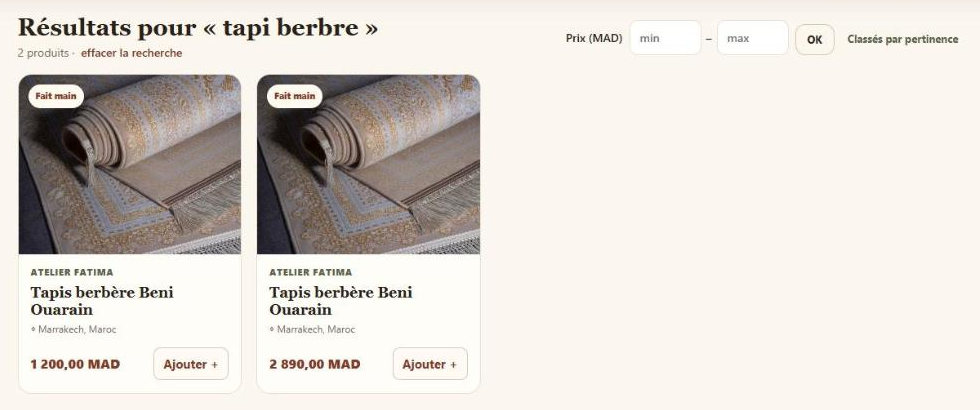 Résultats pour « tapi berbre »
2 produits · effacer la recherche
Prix (MAD) min – max OK Classés par pertinence
Fait main
ATELIER FATIMA
Tapis berbère Beni
Ouarain
Marrakech, Maroc
1 200,00 MAD Ajouter +
Fait main
ATELIER FATIMA
Tapis berbère Beni
Ouarain
Marrakech, Maroc
2 890,00 MAD Ajouter +